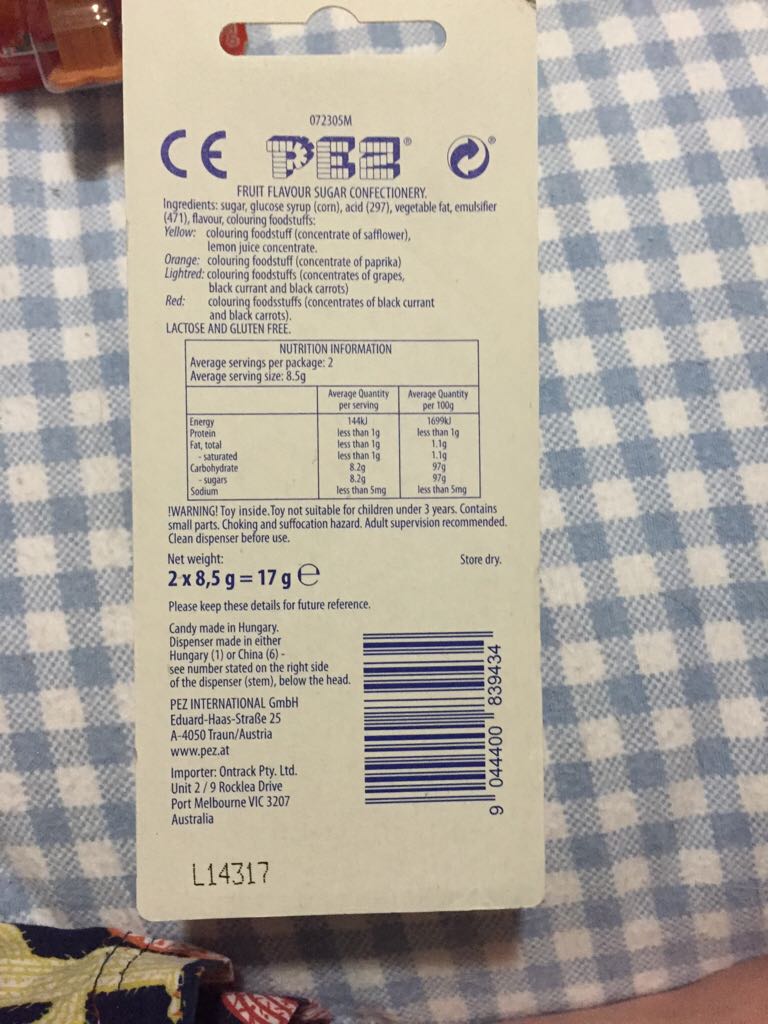 072305M
CE PEZ® ®
FRUIT FLAVOUR SUGAR CONFECTIONERY.
Ingredients: sugar, glucose syrup (corn), acid (297), vegetable fat, emulsifier
(471), flavour, colouring foodstuffs:
Yellow: colouring foodstuff (concentrate of safflower),
lemon juice concentrate.
Orange: colouring foodstuff (concentrate of paprika)
Lightred: colouring foodstuffs (concentrates of grapes,
black currant and black carrots)
Red: colouring foodsstuffs (concentrates of black currant
and black carrots).
LACTOSE AND GLUTEN FREE.
NUTRITION INFORMATION
Average servings per package: 2
Average serving size: 8.5g
Average Quantity Average Quantity
per serving per 100g
Energy 144kJ 1699kJ
Protein less than 1g less than 1g
Fat, total less than 1g 1.1g
- saturated less than 1g 1.1g
Carbohydrate 8.2g 97g
- sugars 8.2g 97g
Sodium less than 5mg less than 5mg
!WARNING! Toy inside.Toy not suitable for children under 3 years. Contains
small parts. Choking and suffocation hazard. Adult supervision recommended.
Clean dispenser before use.
Net weight: Store dry.
2 x 8,5 g = 17 g e
Please keep these details for future reference.
Candy made in Hungary.
Dispenser made in either
Hungary (1) or China (6) -
see number stated on the right side
of the dispenser (stem), below the head.
PEZ INTERNATIONAL GmbH
Eduard-Haas-Straße 25
A-4050 Traun/Austria
www.pez.at
Importer: Ontrack Pty. Ltd.
Unit 2 / 9 Rocklea Drive
Port Melbourne VIC 3207
Australia
9 044400 839434
L14317